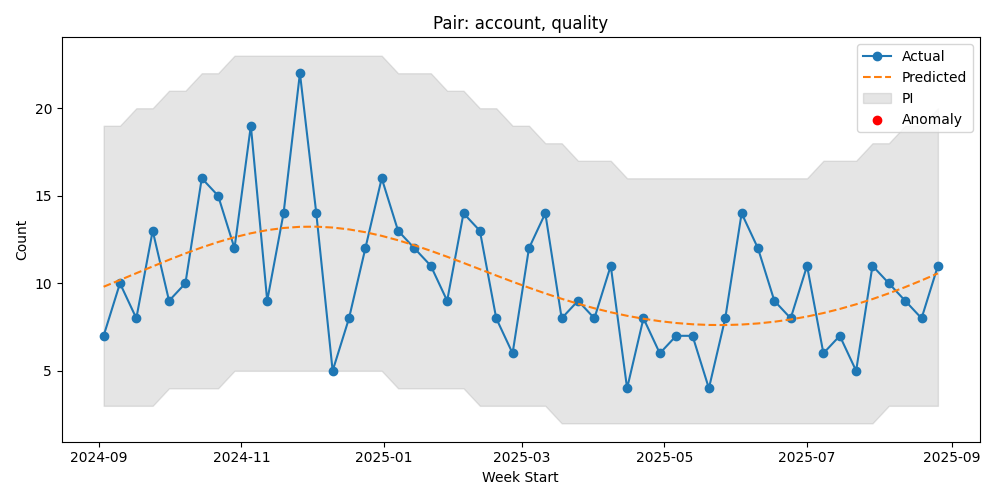 Pair: account, quality
Actual
Predicted
PI
Anomaly
Count
20
15
10
5
2024-09 2024-11 2025-01 2025-03 2025-05 2025-07 2025-09
Week Start